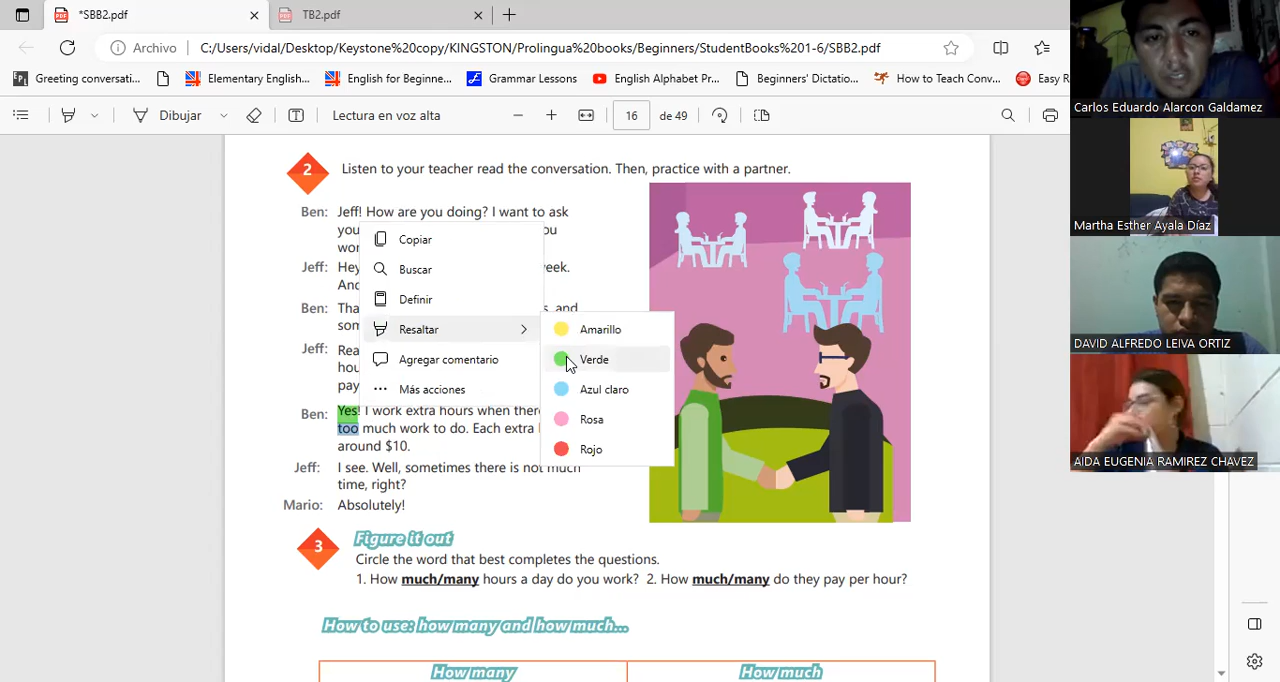 *SBB2.pdf
TB2.pdf
Archivo
C:/Users/vidal/Desktop/Keystone%20copy/KINGSTON/Prolingua%20books/Beginners/StudentBooks%201-6/SBB2.pdf
Greeting conversati...
Elementary English...
English for Beginne...
Grammar Lessons
English Alphabet Pr...
Beginners' Dictatio...
How to Teach Conv...
Easy R
Dibujar
Lectura en voz alta
16
de 49
2
Listen to your teacher read the conversation. Then, practice with a partner.
Ben: Jeff! How are you doing? I want to ask
you
wor
Jeff: Hey
eek.
And
Ben: Tha
s, and
som
Jeff: Rea
hou
pay
Ben: Yes! I work extra hours when there
too much work to do. Each extra
around $10.
Jeff: I see. Well, sometimes there is not much
time, right?
Mario: Absolutely!
Copiar
Buscar
Definir
Resaltar
Agregar comentario
Más acciones
Amarillo
Verde
Azul claro
Rosa
Rojo
3
Figure it out
Circle the word that best completes the questions.
1. How much/many hours a day do you work? 2. How much/many do they pay per hour?
How to use: how many and how much...
How many
How much
Carlos Eduardo Alarcon Galdamez
Martha Esther Ayala Díaz
DAVID ALFREDO LEIVA ORTIZ
AIDA EUGENIA RAMIREZ CHAVEZ